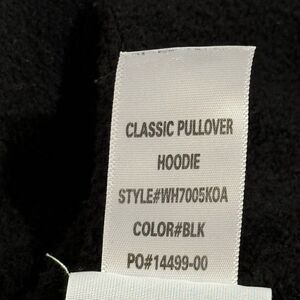 CLASSIC PULLOVER
HOODIE
STYLE#WH7005KOA
COLOR#BLK
PO#14499-00